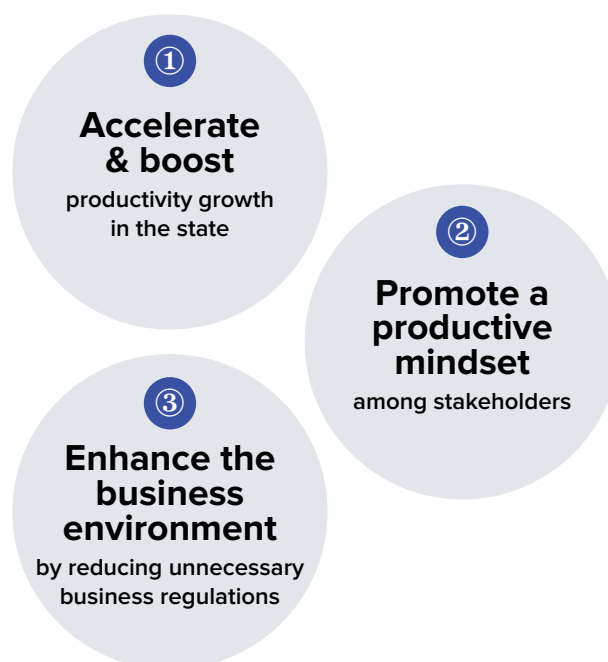 ①
Accelerate
& boost
productivity growth
in the state
②
Promote a
productive
mindset
among stakeholders
③
Enhance the
business
environment
by reducing unnecessary
business regulations